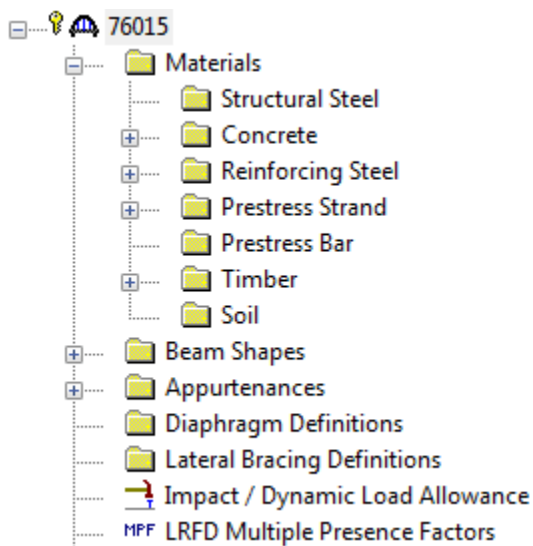 76015
Materials
Structural Steel
Concrete
Reinforcing Steel
Prestress Strand
Prestress Bar
Timber
Soil
Beam Shapes
Appurtenances
Diaphragm Definitions
Lateral Bracing Definitions
Impact / Dynamic Load Allowance
MPF LRFD Multiple Presence Factors